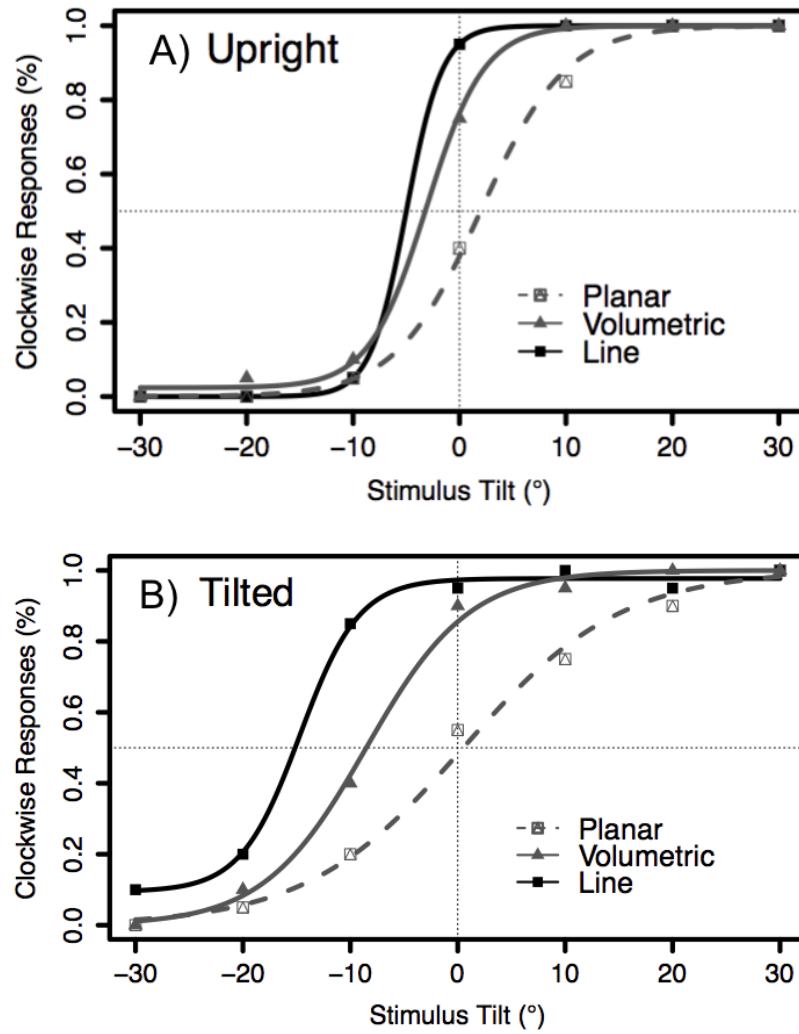 A) Upright
Clockwise Responses (%)
1.0
0.8
0.6
0.4
0.2
0.0
Planar
Volumetric
Line
−30 −20 −10 0 10 20 30
Stimulus Tilt (°)
B) Tilted
Clockwise Responses (%)
1.0
0.8
0.6
0.4
0.2
0.0
Planar
Volumetric
Line
−30 −20 −10 0 10 20 30
Stimulus Tilt (°)